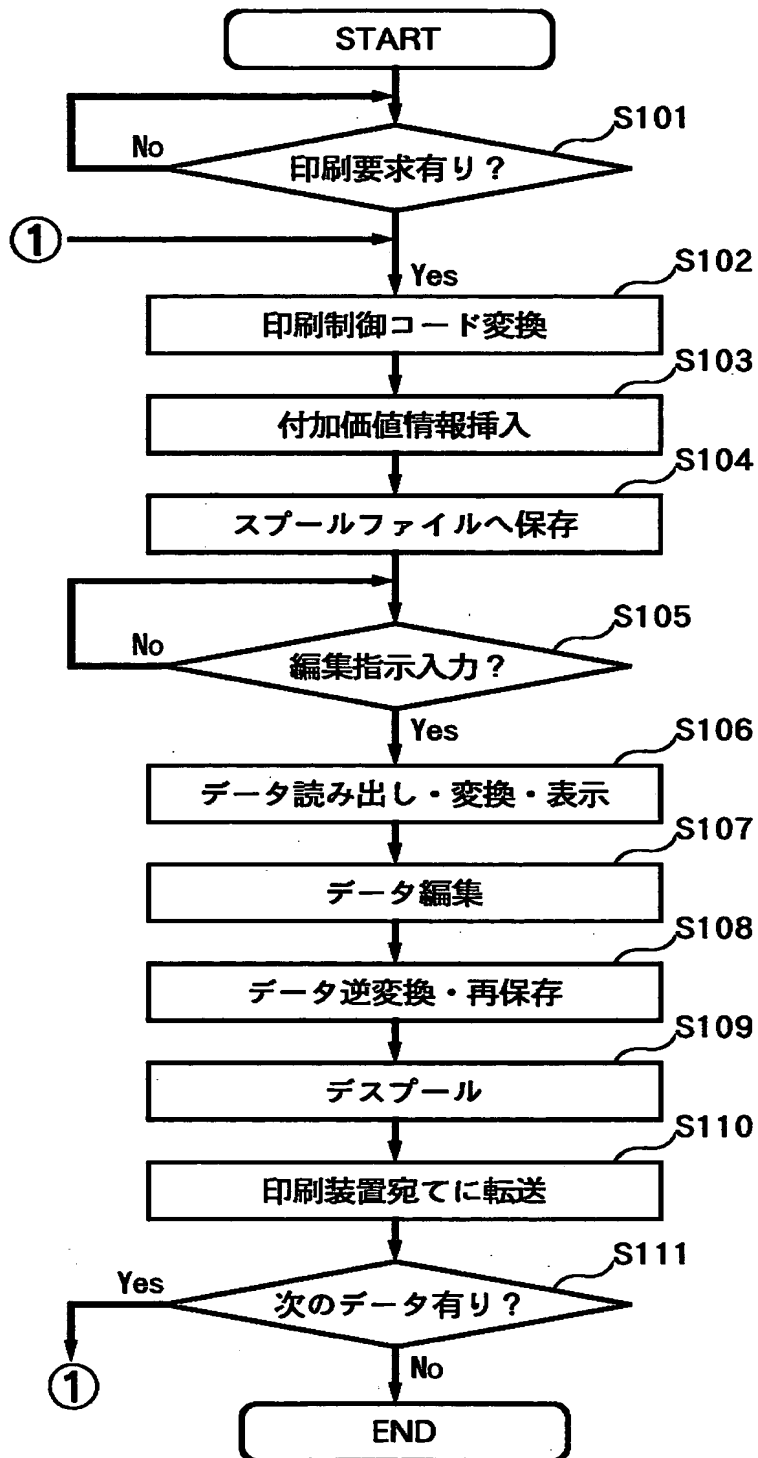 START
S101
No
印刷要求有り？
①
Yes
S102
印刷制御コード変換
S103
付加価値情報挿入
S104
スプールファイルへ保存
S105
No
編集指示入力？
Yes
S106
データ読み出し・変換・表示
S107
データ編集
S108
データ逆変換・再保存
S109
デスプール
S110
印刷装置宛てに転送
S111
Yes
次のデータ有り？
①
No
END